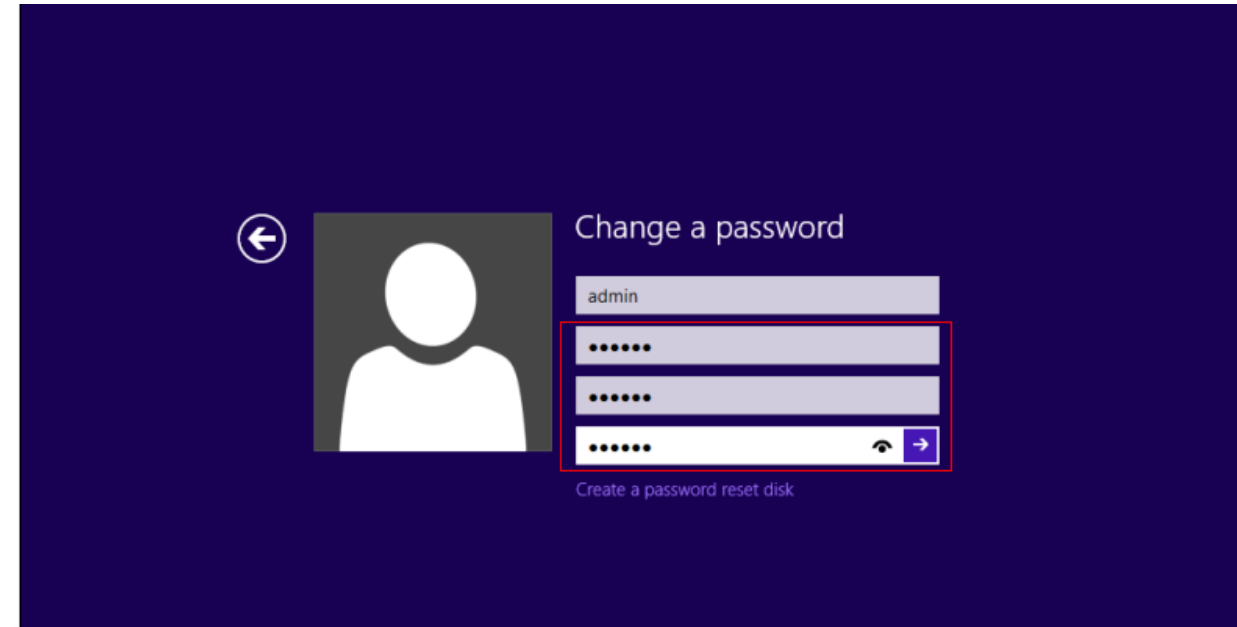 Change a password
admin
••••••
••••••
••••••
Create a password reset disk